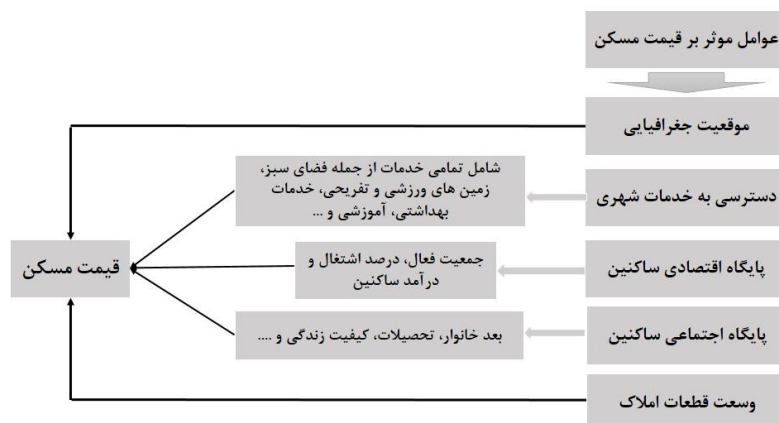 عوامل موثر بر قیمت مسکن
موقعیت جغرافیایی
شامل تمامی خدمات از جمله فضای سبز،
زمین های ورزشی و تفریحی، خدمات
بهداشتی، آموزشی و ...
دسترسی به خدمات شهری
قیمت مسکن
جمعیت فعال، درصد اشتغال و
درآمد ساکنین
پایگاه اقتصادی ساکنین
بعد خانوار، تحصیلات، کیفیت زندگی و ....
پایگاه اجتماعی ساکنین
وسعت قطعات املاک